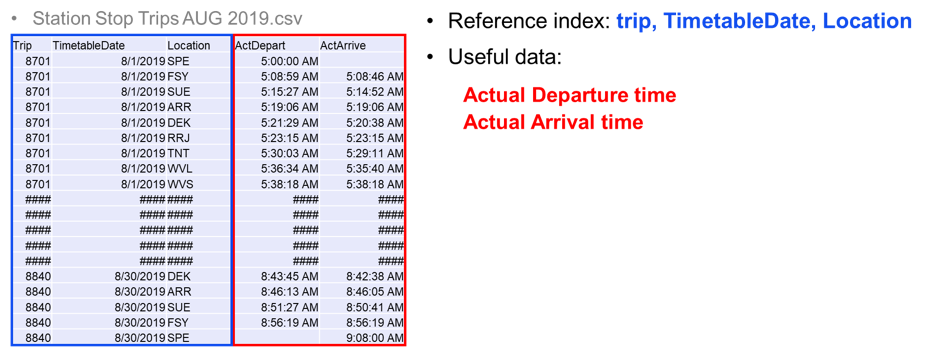 • Station Stop Trips AUG 2019.csv
Trip TimetableDate Location ActDepart ActArrive
8701 8/1/2019 SPE 5:00:00 AM
8701 8/1/2019 FSY 5:08:59 AM 5:08:46 AM
8701 8/1/2019 SUE 5:15:27 AM 5:14:52 AM
8701 8/1/2019 ARR 5:19:06 AM 5:19:06 AM
8701 8/1/2019 DEK 5:21:29 AM 5:20:38 AM
8701 8/1/2019 RRJ 5:23:15 AM 5:23:15 AM
8701 8/1/2019 TNT 5:30:03 AM 5:29:11 AM
8701 8/1/2019 WVL 5:36:34 AM 5:35:40 AM
8701 8/1/2019 WVS 5:38:18 AM 5:38:18 AM
#### #### #### #### ####
#### #### #### #### ####
#### #### #### #### ####
#### #### #### #### ####
#### #### #### #### ####
8840 8/30/2019 DEK 8:43:45 AM 8:42:38 AM
8840 8/30/2019 ARR 8:46:13 AM 8:46:05 AM
8840 8/30/2019 SUE 8:51:27 AM 8:50:41 AM
8840 8/30/2019 FSY 8:56:19 AM 8:56:19 AM
8840 8/30/2019 SPE 9:08:00 AM
• Reference index: trip, TimetableDate, Location
• Useful data:
Actual Departure time
Actual Arrival time